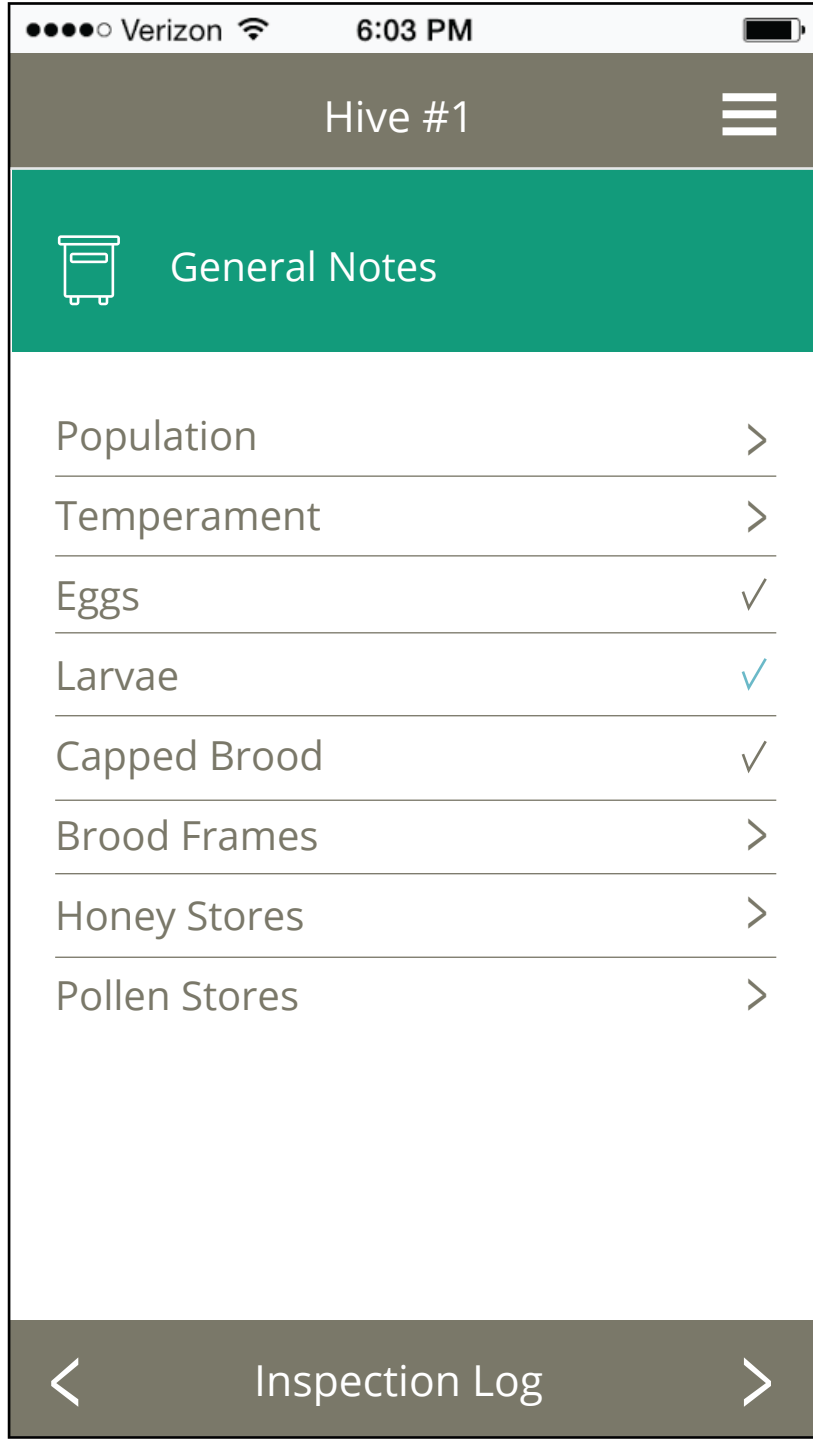 Verizon 6:03 PM
Hive #1
General Notes
Population
Temperament
Eggs
Larvae
Capped Brood
Brood Frames
Honey Stores
Pollen Stores
Inspection Log